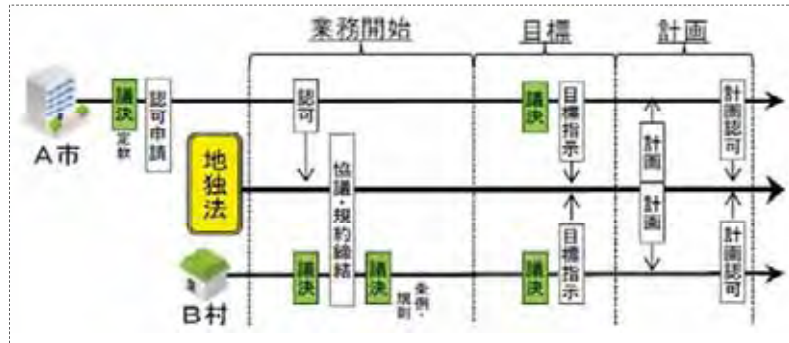 業務開始
目標
計画
A市
議決
定款
認可申請
認可
議決
目標指示
計画
計画認可
地独法
協議・規約締結
B村
議決
議決
条例・規則
議決
目標指示
計画
計画認可